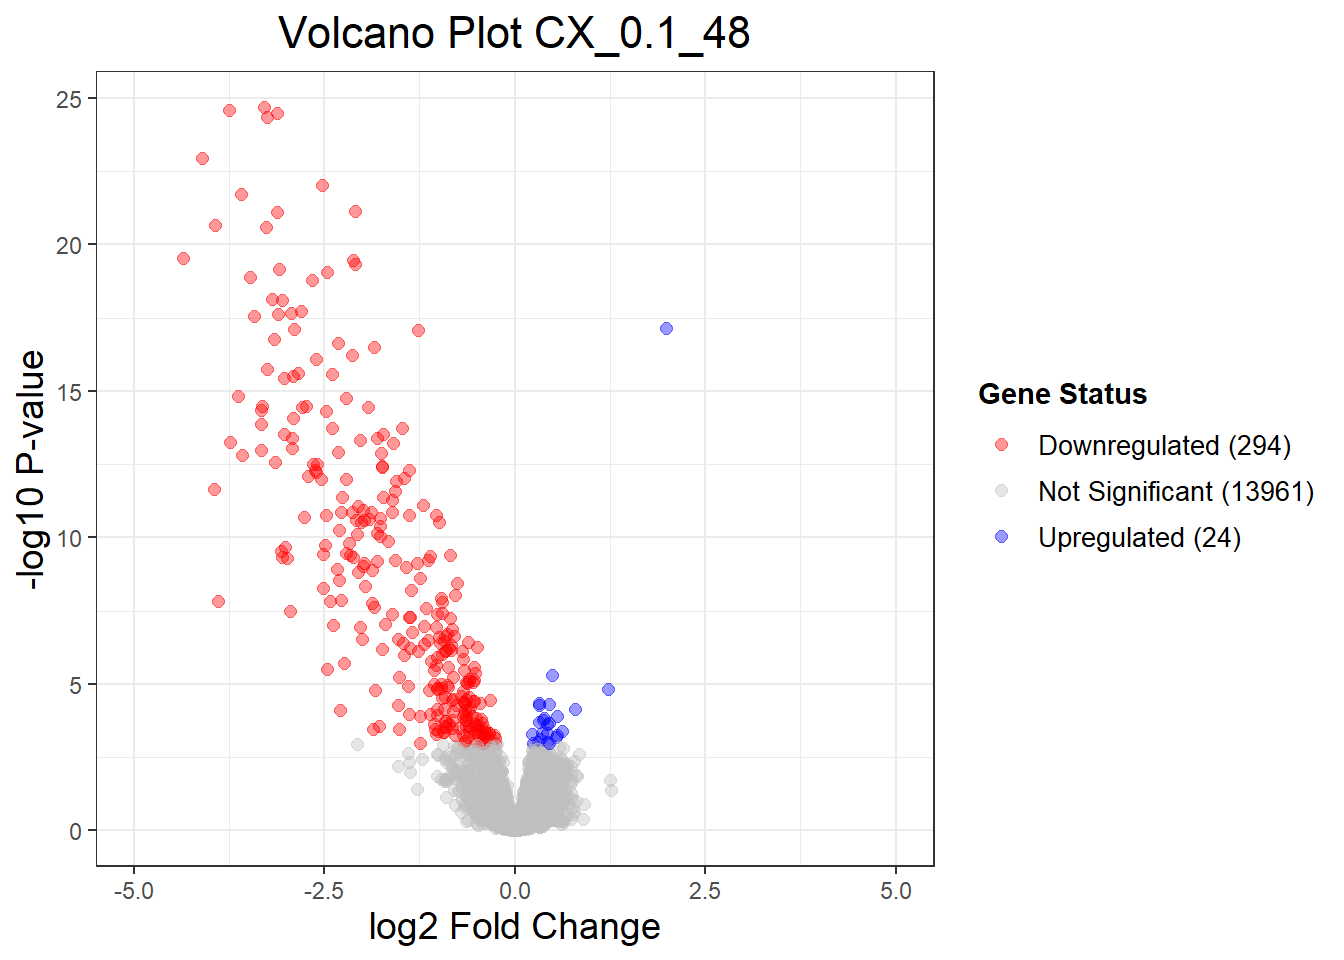 Volcano Plot CX_0.1_48
25
20
15
10
5
0
-log10 P-value
-5.0
-2.5
0.0
2.5
5.0
log2 Fold Change
Gene Status
Downregulated (294)
Not Significant (13961)
Upregulated (24)